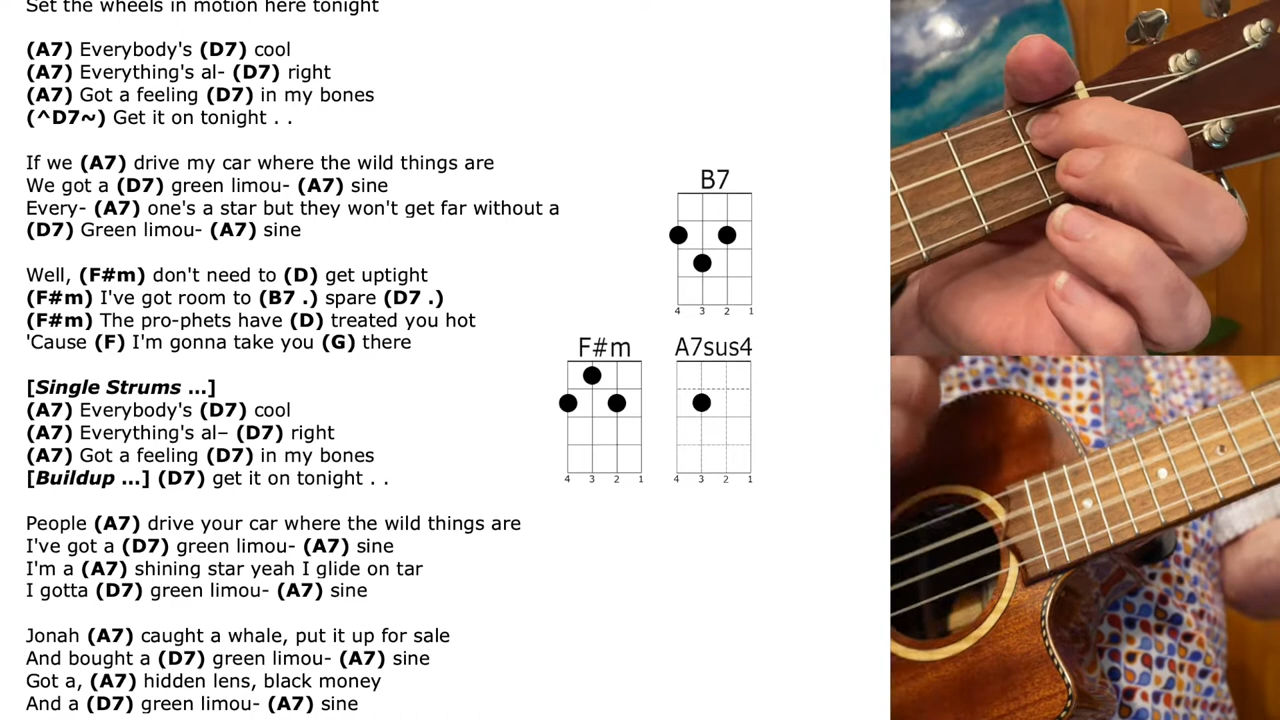 Set the wheels in motion here tonight
(A7) Everybody's (D7) cool
(A7) Everything's al- (D7) right
(A7) Got a feeling (D7) in my bones
(^D7~) Get it on tonight . .
If we (A7) drive my car where the wild things are
We got a (D7) green limou- (A7) sine
Every- (A7) one's a star but they won't get far without a
(D7) Green limou- (A7) sine
Well, (F#m) don't need to (D) get uptight
(F#m) I've got room to (B7 .) spare (D7 .)
(F#m) The pro-phets have (D) treated you hot
'Cause (F) I'm gonna take you (G) there
[Single Strums ...]
(A7) Everybody's (D7) cool
(A7) Everything's al– (D7) right
(A7) Got a feeling (D7) in my bones
[Buildup ...] (D7) get it on tonight . .
People (A7) drive your car where the wild things are
I've got a (D7) green limou- (A7) sine
I'm a (A7) shining star yeah I glide on tar
I gotta (D7) green limou- (A7) sine
Jonah (A7) caught a whale, put it up for sale
And bought a (D7) green limou- (A7) sine
Got a, (A7) hidden lens, black money
And a (D7) green limou- (A7) sine
B7
4 3 2 1
F#m
4 3 2 1
A7sus4
4 3 2 1